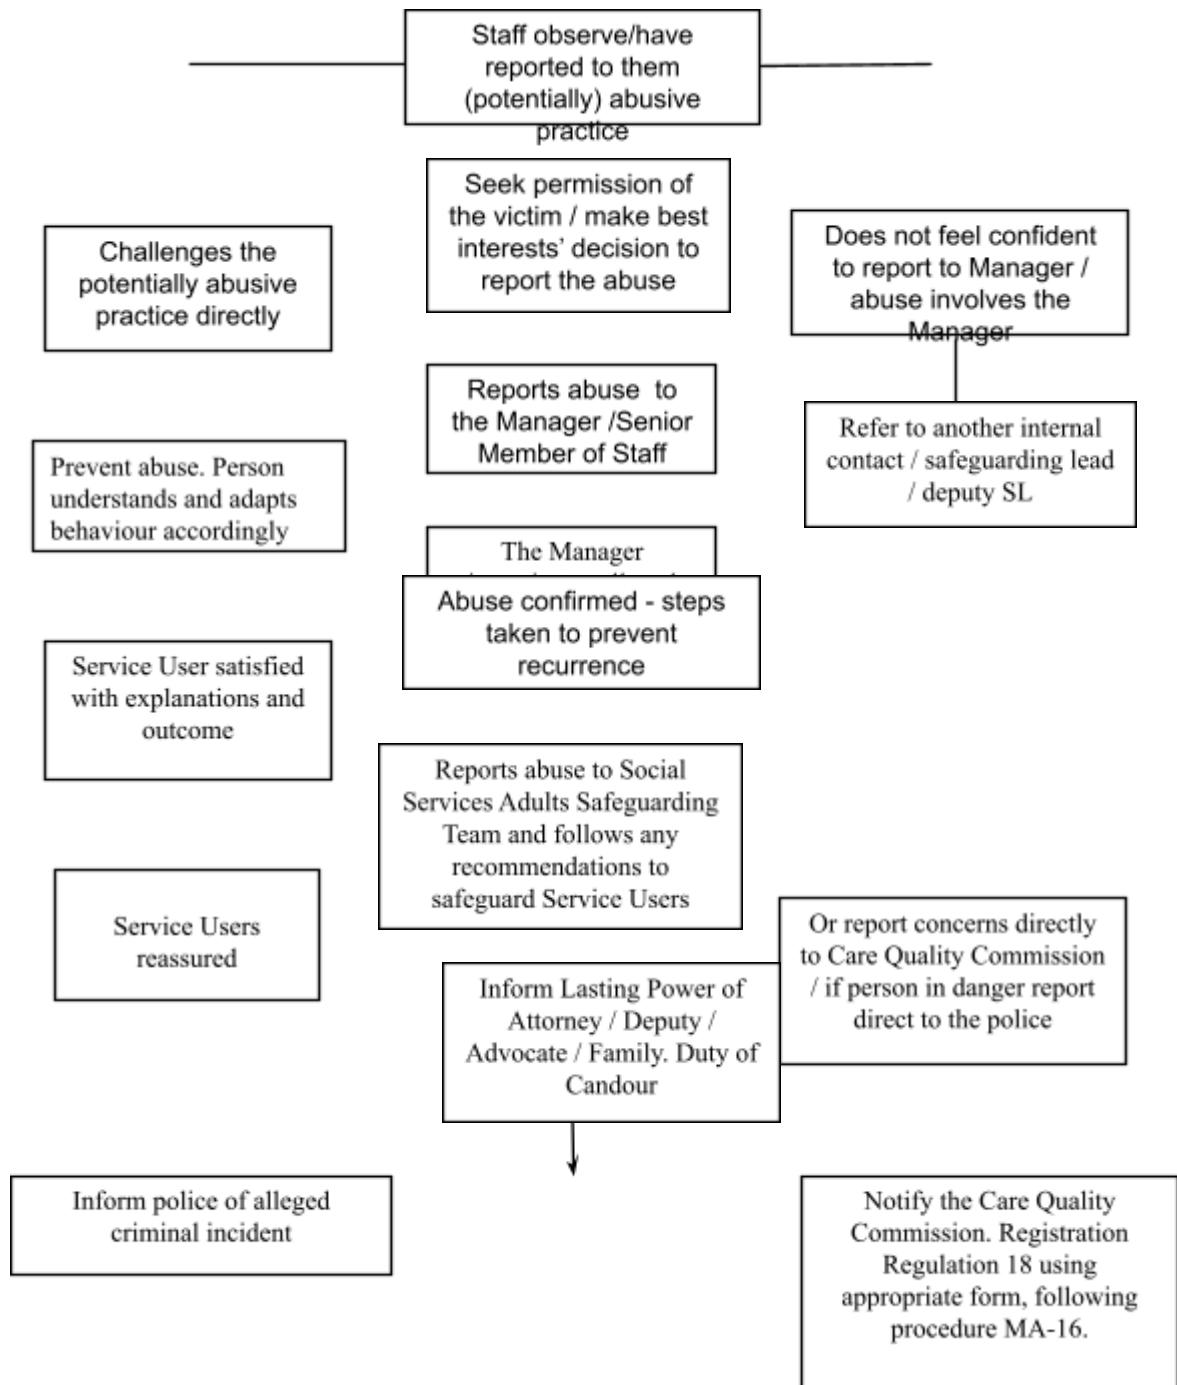 Staff observe/have
reported to them
(potentially) abusive
practice
Seek permission of
the victim / make best
interests’ decision to
report the abuse
Challenges the
potentially abusive
practice directly
Does not feel confident
to report to Manager /
abuse involves the
Manager
Reports abuse to
the Manager /Senior
Member of Staff
Refer to another internal
contact / safeguarding lead
/ deputy SL
Prevent abuse. Person
understands and adapts
behaviour accordingly
The Manager
Abuse confirmed - steps
taken to prevent
recurrence
Service User satisfied
with explanations and
outcome
Reports abuse to Social
Services Adults Safeguarding
Team and follows any
recommendations to
safeguard Service Users
Service Users
reassured
Or report concerns directly
to Care Quality Commission
/ if person in danger report
direct to the police
Inform Lasting Power of
Attorney / Deputy /
Advocate / Family. Duty of
Candour
Inform police of alleged
criminal incident
Notify the Care Quality
Commission. Registration
Regulation 18 using
appropriate form, following
procedure MA-16.